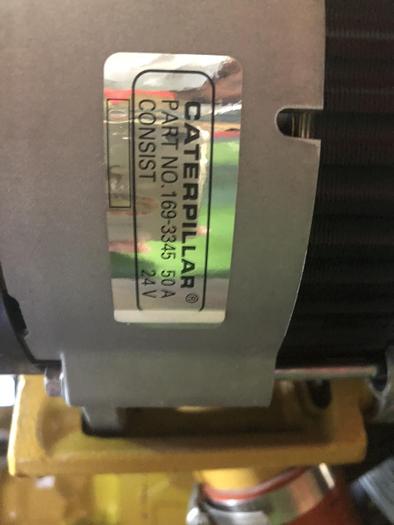 CATERPILLAR®
PART NO. 169-3345 50 A
CONSIST 24 V